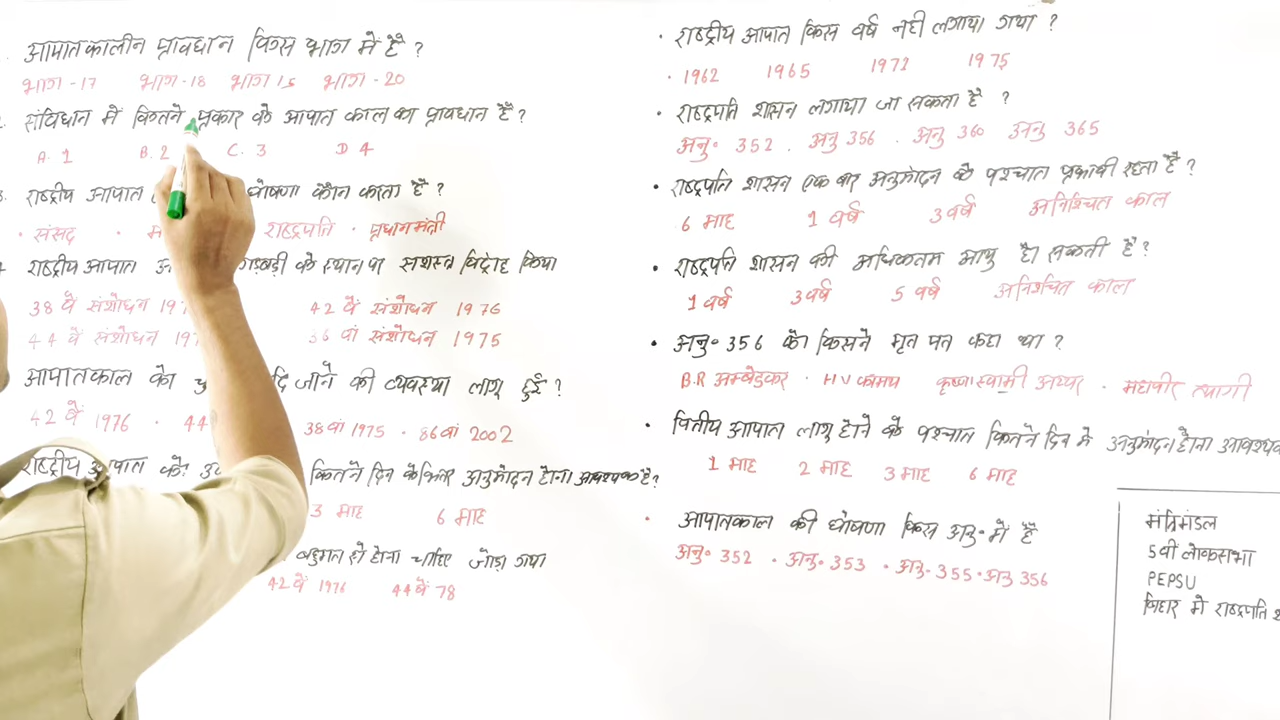 आपातकालीन प्रावधान किस भाग में हैं ?
भाग -17 भाग -18 भाग 15 भाग -20
संविधान में कितने प्रकार के आपात काल का प्रावधान है ?
A. 1 B. 2 C. 3 D 4
राष्ट्रीय आपात घोषणा कौन करता है ?
संसद राष्ट्रपति प्रधानमंत्री
राष्ट्रीय आपात के स्थान पर सशस्त्र विद्रोह किया
38 वें संशोधन 42 वें संशोधन 1976
44 वें संशोधन वां संशोधन 1975
आपातकाल को जाने की व्यवस्था लागू हुई ?
42 वें 1976 44 38वां 1975 86वां 2002
राष्ट्रीय आपात को कितने दिन के भितर अनुमोदन होना आवश्यक है?
3 माह 6 माह
बहुमत से होना चाहिए जोड़ा गया
42 वें 1976 44 वें 78
राष्ट्रीय आपात किस वर्ष नही लगाया गया ?
1962 1965 1971 1975
राष्ट्रपति शासन लगाया जा सकता है ?
अनु॰ 352 . अनु 356 . अनु 360 अनु 365
राष्ट्रपति शासन एक बार अनुमोदन के पश्चात प्रभावी रहता है ?
6 माह 1 वर्ष 3 वर्ष अनिश्चित काल
राष्ट्रपति शासन की अधिकतम आयु हो सकती है ?
1 वर्ष 3 वर्ष 5 वर्ष अनिश्चित काल
अनु॰ 356 को किसने मृत पत्र कहा था ?
B.R अम्बेडकर . H V कामथ कृष्णा स्वामी अय्यर . महावीर त्यागी
वितीय आपात लागू होने के पश्चात कितने दिन मे अनुमोदन होना
1 माह 2 माह 3 माह 6 माह
आपातकाल की घोषणा किस अनु॰ में है
अनु॰ 352 . अनु॰ 353 . अनु॰ 355 . अनु 356
मंत्रिमंडल
5वी लोकसभा
PEPSU
बिहार मे राष्ट्रपति